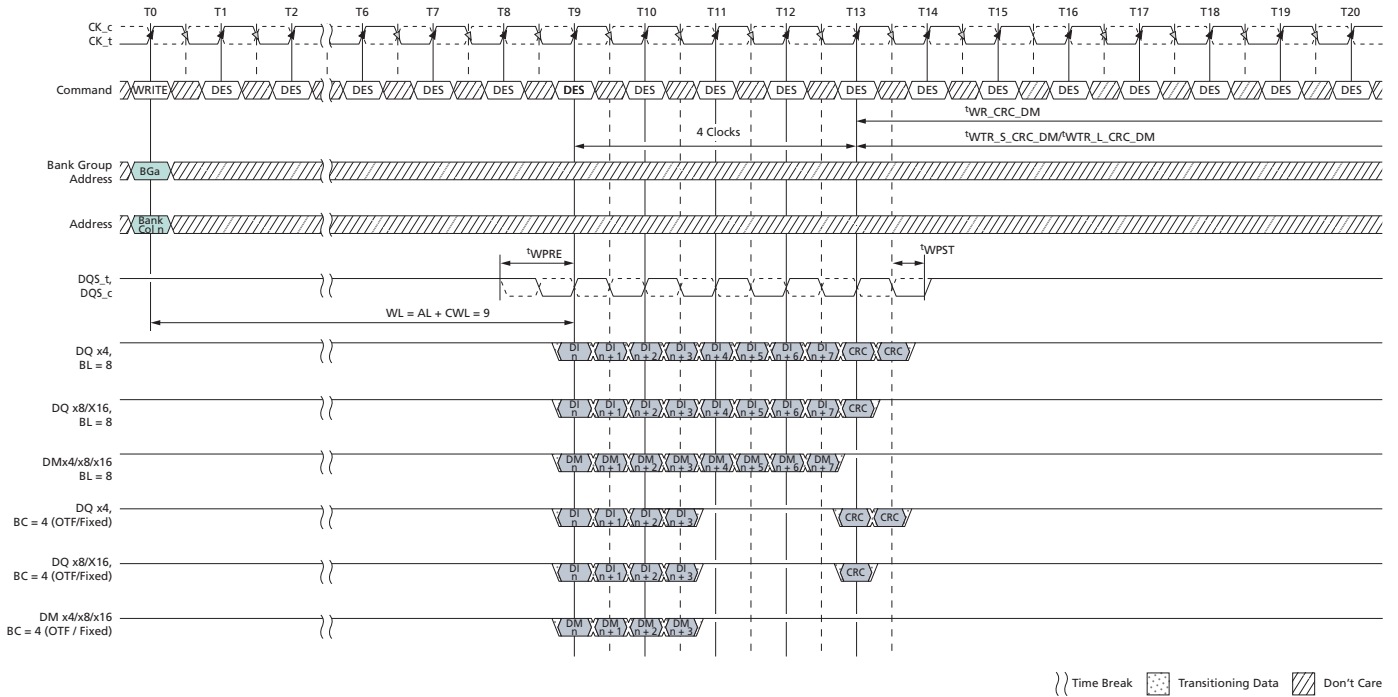 T0 T1 T2 T6 T7 T8 T9 T10 T11 T12 T13 T14 T15 T16 T17 T18 T19 T20
CK_c
CK_t
Command WRITE DES DES DES DES DES DES DES DES DES DES DES DES DES DES DES DES DES
tWR_CRC_DM
4 Clocks
tWTR_S_CRC_DM/tWTR_L_CRC_DM
Bank Group
Address
BGa
Address
Bank
Col n
tWPRE
tWPST
DQS_t,
DQS_c
WL = AL + CWL = 9
DQ x4,
BL = 8
DI DI DI DI DI DI DI DI CRC CRC
n n + 1 n + 2 n + 3 n + 4 n + 5 n + 6 n + 7
DQ x8/X16,
BL = 8
DI DI DI DI DI DI DI DI CRC
n n + 1 n + 2 n + 3 n + 4 n + 5 n + 6 n + 7
DMx4/x8/x16
BL = 8
DM DM DM DM DM DM DM DM
n n + 1 n + 2 n + 3 n + 4 n + 5 n + 6 n + 7
DQ x4,
BC = 4 (OTF/Fixed)
DI DI DI DI CRC CRC
n n + 1 n + 2 n + 3
DQ x8/X16,
BC = 4 (OTF/Fixed)
DI DI DI DI CRC
n n + 1 n + 2 n + 3
DM x4/x8/x16
BC = 4 (OTF / Fixed)
DM DM DM DM
n n + 1 n + 2 n + 3
Time Break Transitioning Data Don't Care